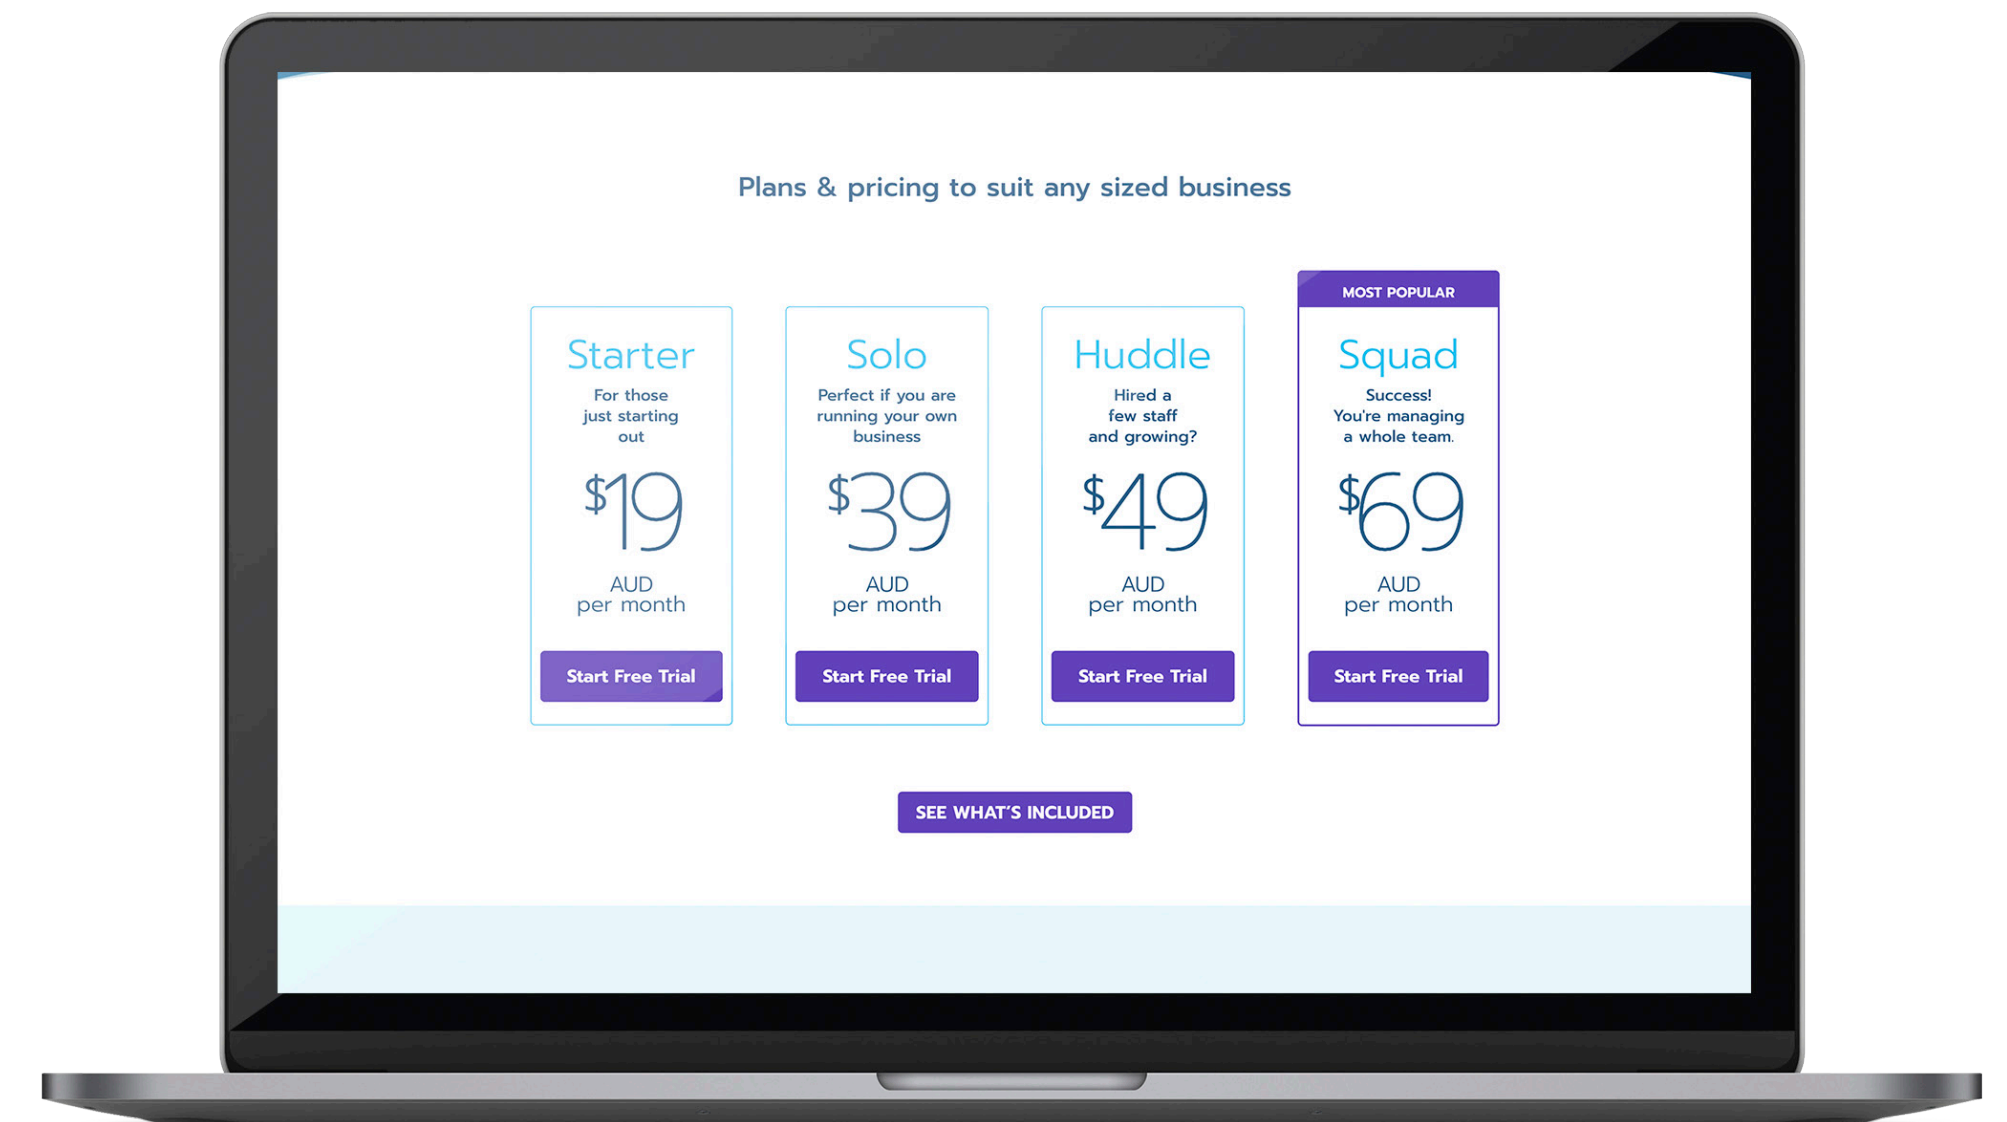 Plans & pricing to suit any sized business
Starter
For those
just starting
out
$19
AUD
per month
Start Free Trial
Solo
Perfect if you are
running your own
business
$39
AUD
per month
Start Free Trial
Huddle
Hired a
few staff
and growing?
$49
AUD
per month
Start Free Trial
MOST POPULAR
Squad
Success!
You're managing
a whole team.
$69
AUD
per month
Start Free Trial
SEE WHAT'S INCLUDED